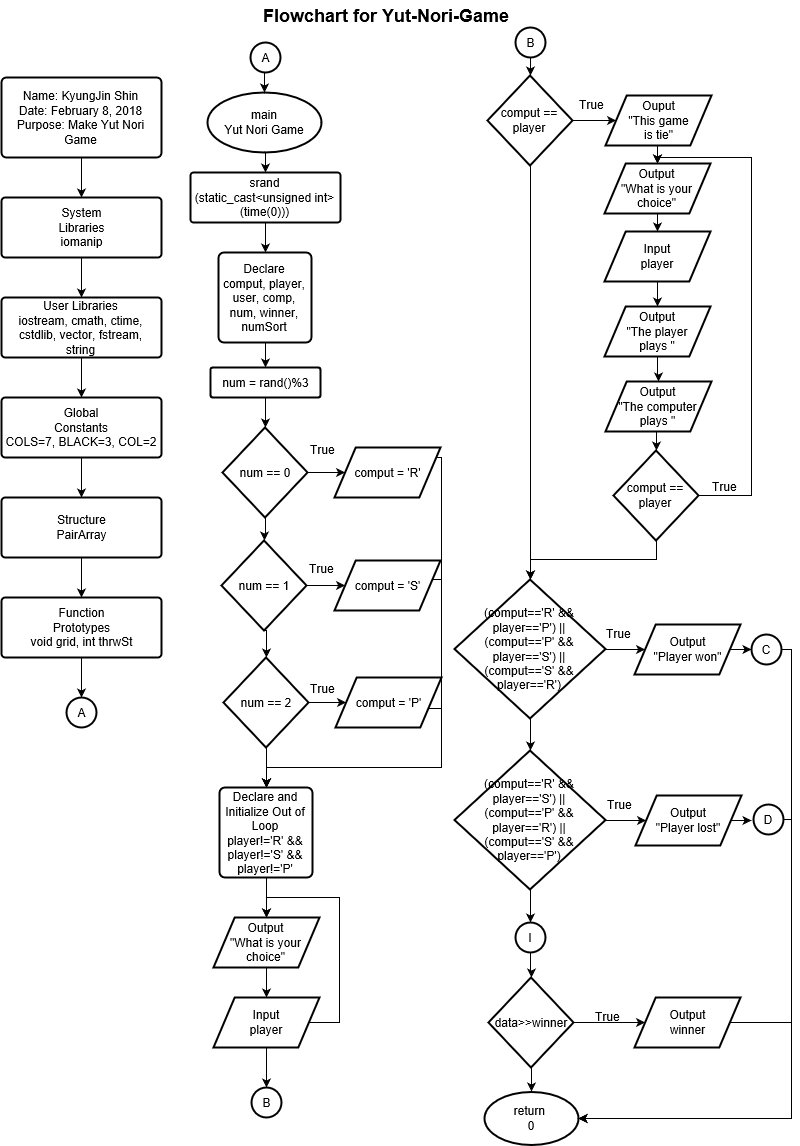 Flowchart for Yut-Nori-Game
Name: KyungJin Shin
Date: February 8, 2018
Purpose: Make Yut Nori
Game
System
Libraries
iomanip
User Libraries
iostream, cmath, ctime,
cstdlib, vector, fstream,
string
Global
Constants
COLS=7, BLACK=3, COL=2
Structure
PairArray
Function
Prototypes
void grid, int thrwSt
A
A
main
Yut Nori Game
srand
(static_cast<unsigned int>
(time(0)))
Declare
comput, player,
user, comp,
num, winner,
numSort
num = rand()%3
num == 0
True
comput = 'R'
num == 1
True
comput = 'S'
num == 2
True
comput = 'P'
Declare and
Initialize Out of
Loop
player!='R' &&
player!='S' &&
player!='P'
Output
"What is your
choice"
Input
player
B
B
comput ==
player
True
Ouput
"This game
is tie"
Output
"What is your
choice"
Input
player
Output
"The player
plays "
Output
"The computer
plays "
comput ==
player
True
(comput=='R' &&
player=='P') ||
(comput=='P' &&
player=='S') ||
(comput=='S' &&
player=='R')
True
Output
"Player won"
C
(comput=='R' &&
player=='S') ||
(comput=='P' &&
player=='R') ||
(comput=='S' &&
player=='P')
True
Output
"Player lost"
D
I
data>>winner
True
Output
winner
return
0